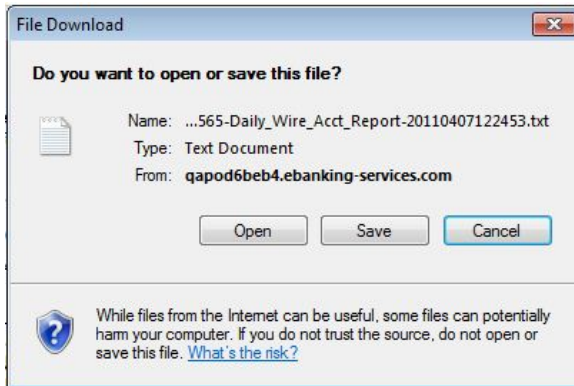 File Download
Do you want to open or save this file?
Name: ...565-Daily_Wire_Acct_Report-20110407122453.txt
Type: Text Document
From: qapod6beb4.ebanking-services.com
Open Save Cancel
While files from the Internet can be useful, some files can potentially
harm your computer. If you do not trust the source, do not open or
save this file. What's the risk?